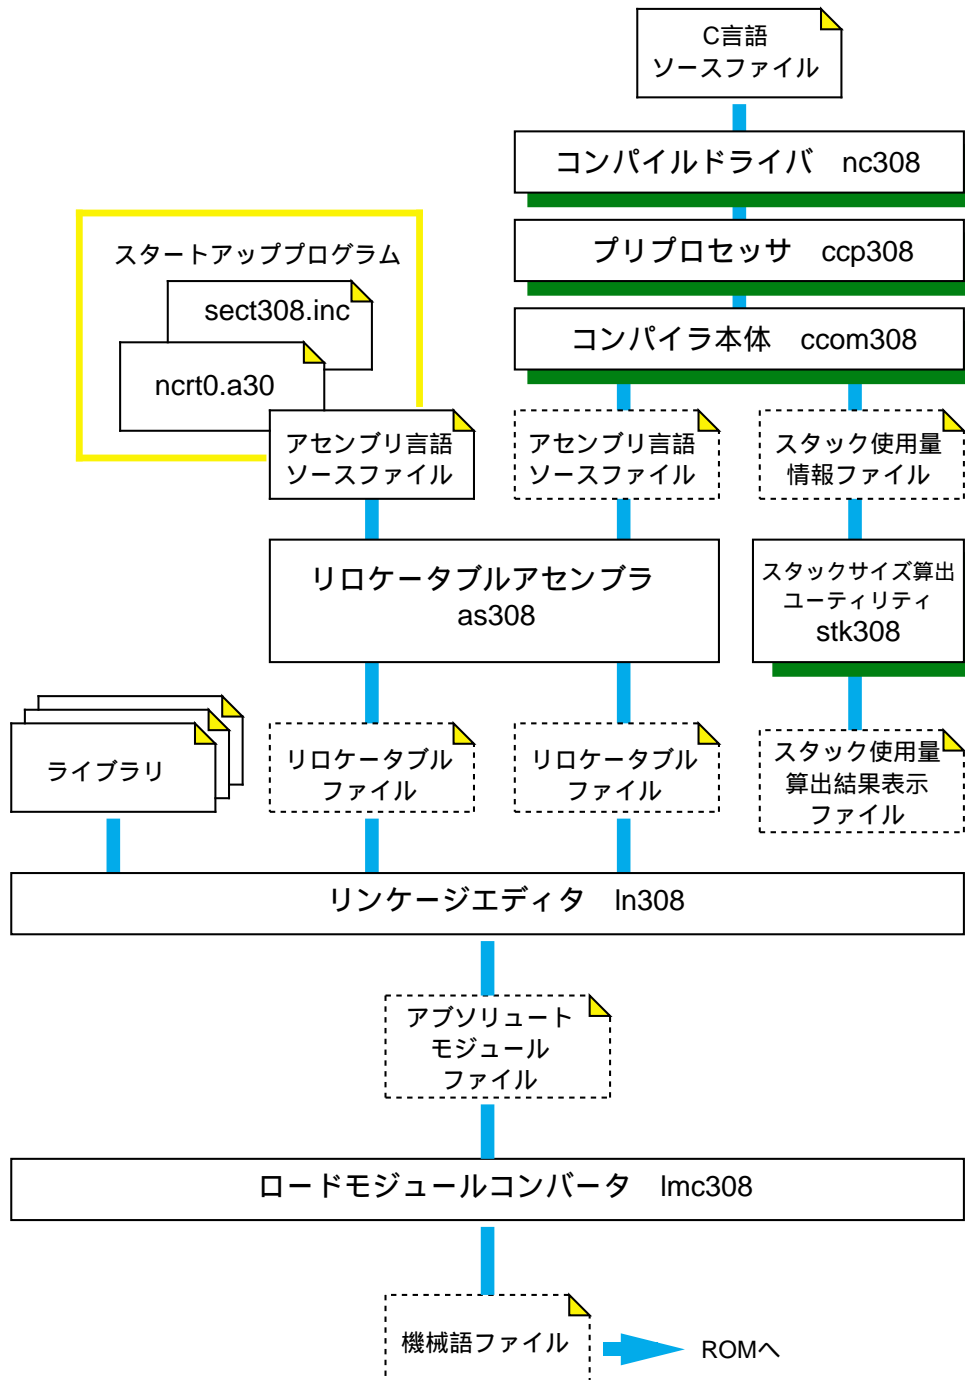 C言語
ソースファイル
コンパイルドライバ nc308
プリプロセッサ ccp308
スタートアッププログラム
sect308.inc
ncrt0.a30
コンパイラ本体 ccom308
アセンブリ言語
ソースファイル
アセンブリ言語
ソースファイル
スタック使用量
情報ファイル
リロケータブルアセンブラ
as308
スタックサイズ算出
ユーティリティ
stk308
ライブラリ
リロケータブル
ファイル
リロケータブル
ファイル
スタック使用量
算出結果表示
ファイル
リンケージエディタ ln308
アブソリュート
モジュール
ファイル
ロードモジュールコンバータ lmc308
機械語ファイル
ROMへ